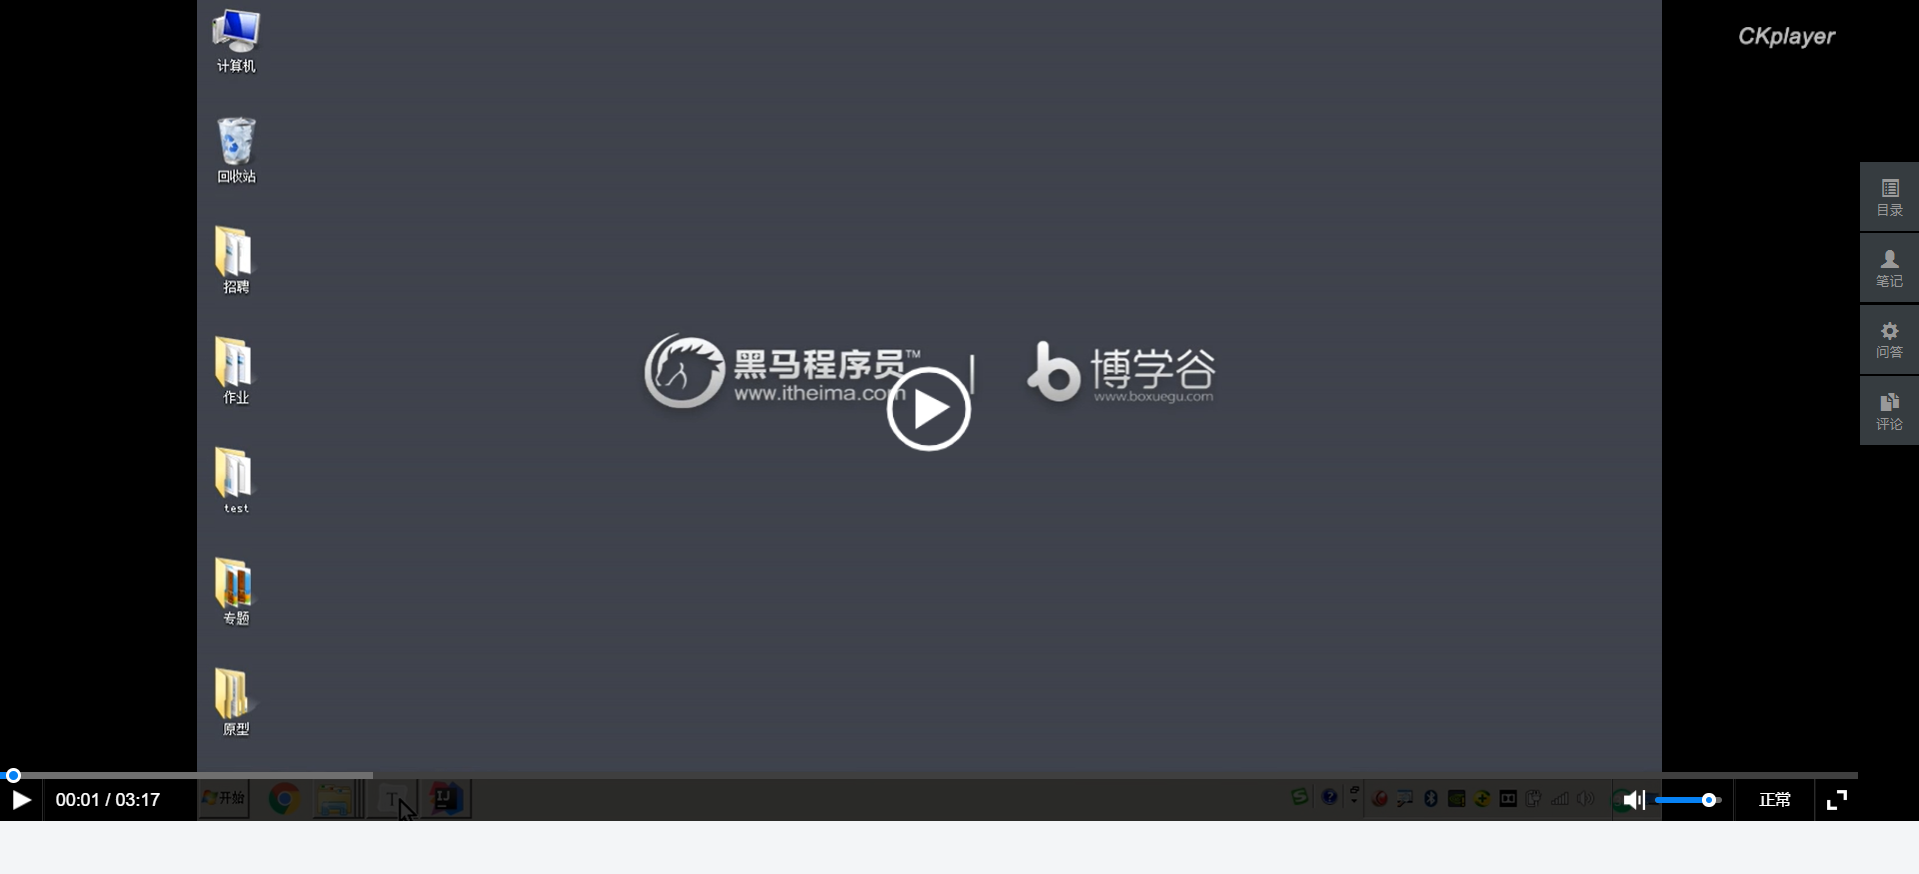 计算机
CKplayer
回收站
目录
招聘
笔记
黑马程序员™
www.itheima.com
博学谷
www.boxuegu.com
问答
作业
评论
test
专题
原型
00:01 / 03:17
开始
T
IJ
正常